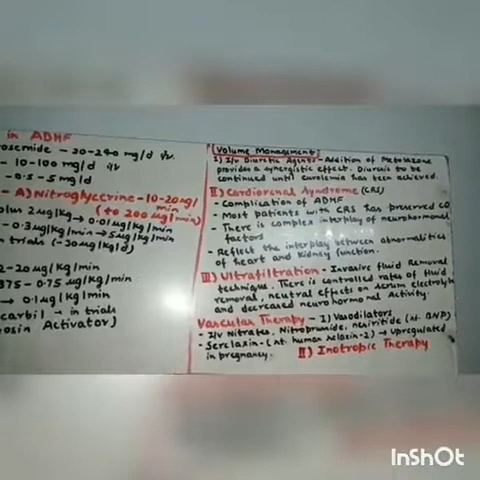 in ADHF
rosemide - 20-240 mg/d iv.
- 10-100 mg/d iv
- 0.5 - 5 mg/d
- A) Nitroglycerine - 10-20 ng/
min
(to 200 µg/min)
olus 2 µg/kg → 0.01 µg/kg/min
- 0.3 µg/kg/min → 5 µg/kg/min
n trials (~30 µg/kg/d)
2-20 µg/kg/min
375 - 0.75 µg/kg/min
→ 0.1 µg/kg/min
carbil → in trials
osin Activator)
Volume Management
I) I/v Diuretic Agents - Addition of Metolazone
provides a synergistic effect. Diuresis to be
continued until Euvolemia has been achieved.
II) Cardiorenal Syndrome (CRS)
- Complication of ADHF
- Most patients with CRS has preserved CO
- There is complex interplay of neurohormonal
factors
- Reflect the interplay between abnormalities
of heart and kidney function.
III) Ultrafiltration - Invasive fluid Removal
technique. There is controlled rates of fluid
removal, neutral effects on serum electrolyte
and decreased neurohormonal Activity.
Vascular Therapy - I) Vasodilators
- I/v Nitrates, Nitroprusside, nesiritide (rt. BNP)
- Serelaxin - (rt. human relaxin-2) → Upregulated
in pregnancy.
II) Inotropic Therapy
InShOt